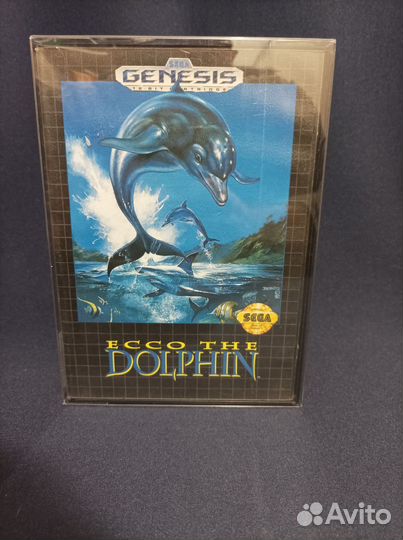 SEGA
GENESIS
16-BIT CARTRIDGE
SEGA
ECCO THE
DOLPHIN
Avito